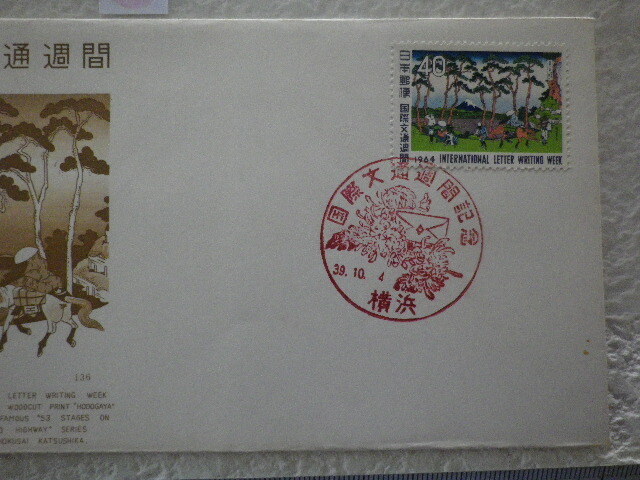 通週間
日本郵便 国際文通週間
40
1964 INTERNATIONAL LETTER WRITING WEEK
国際文通週間記念
39.10.4
横浜
136
LETTER WRITING WEEK
WOODCUT PRINT "HODOGAYA"
FAMOUS "53 STAGES ON
HIGHWAY" SERIES
HOKUSAI KATSUSHIKA.